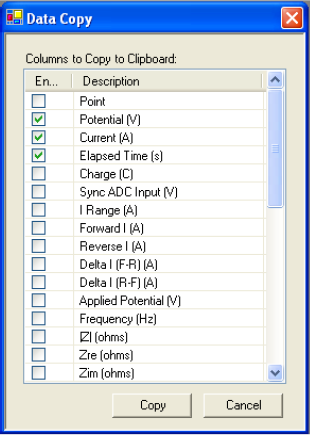 Data Copy
Columns to Copy to Clipboard:
En... Description
Point
Potential (V)
Current (A)
Elapsed Time (s)
Charge (C)
Sync ADC Input (V)
I Range (A)
Forward I (A)
Reverse I (A)
Delta I (F-R) (A)
Delta I (R-F) (A)
Applied Potential (V)
Frequency (Hz)
|Z| (ohms)
Zre (ohms)
Zim (ohms)
Copy Cancel